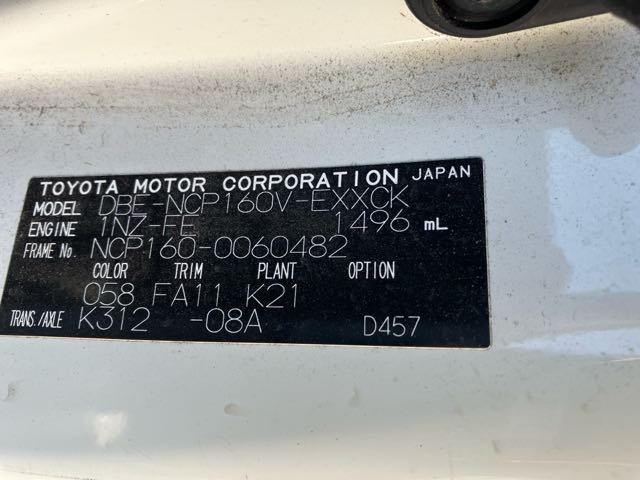 TOYOTA MOTOR CORPORATION JAPAN
MODEL DBE-NCP160V-EXXCK
ENGINE 1NZ-FE 1496 mL
FRAME No. NCP160-0060482
COLOR TRIM PLANT OPTION
058 FA11 K21
TRANS./AXLE K312 -08A D457